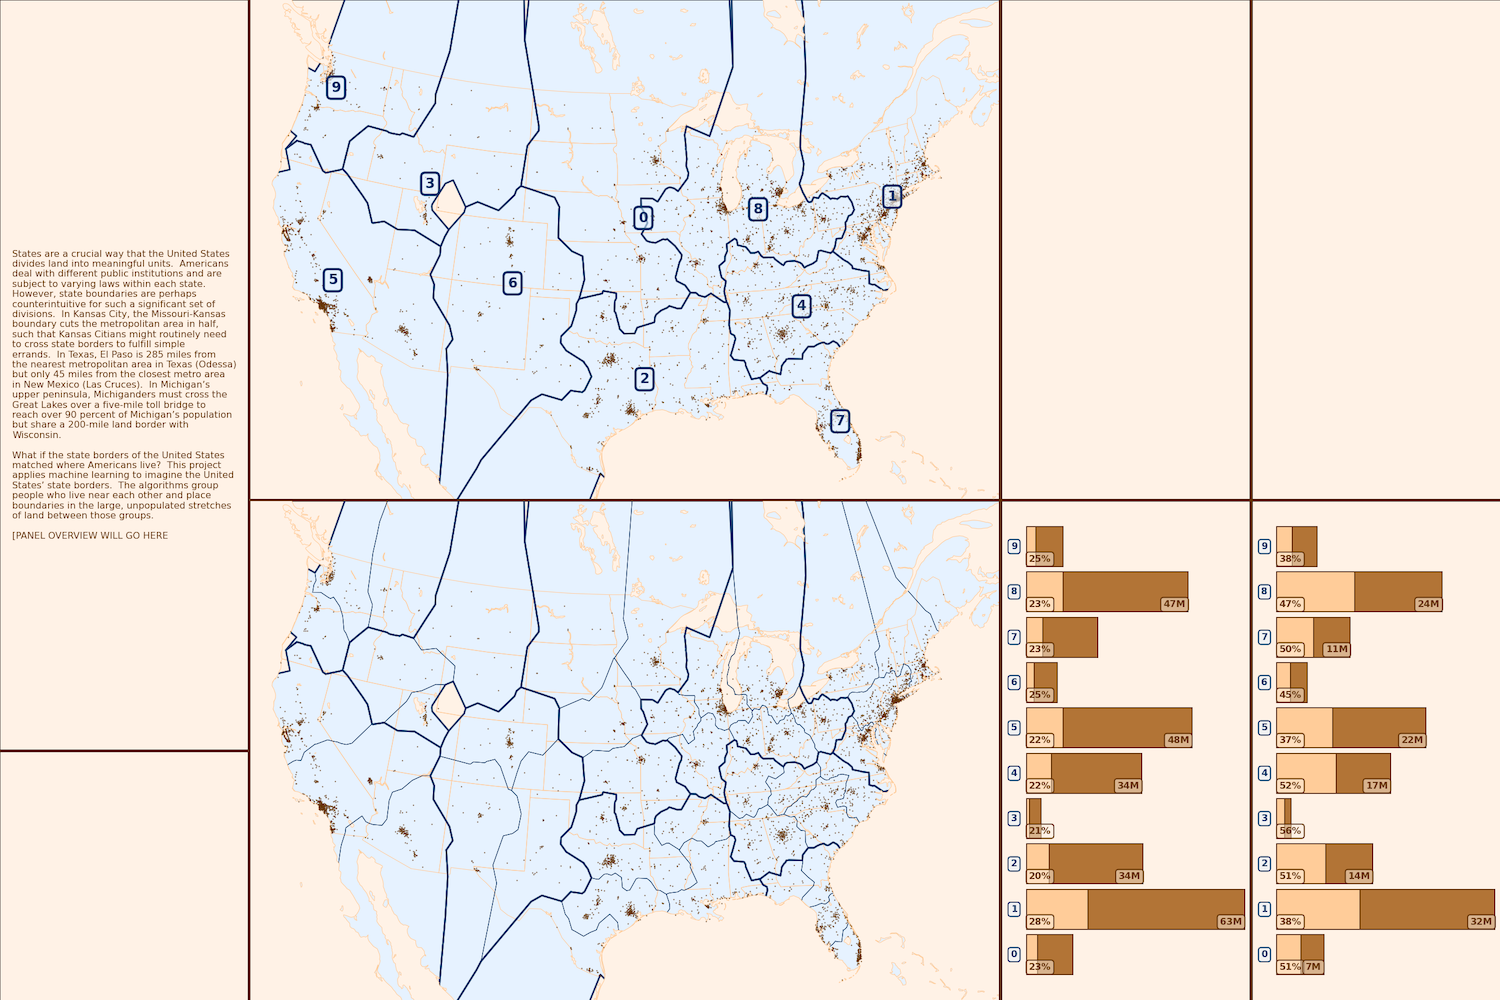 States are a crucial way that the United States
divides land into meaningful units.  Americans
deal with different public institutions and are
subject to varying laws within each state.
However, state boundaries are perhaps
counterintuitive for such a significant set of
divisions.  In Kansas City, the Missouri-Kansas
boundary cuts the metropolitan area in half,
such that Kansas Citians might routinely need
to cross state borders to fulfill simple
errands.  In Texas, El Paso is 285 miles from
the nearest metropolitan area in Texas (Odessa)
but only 45 miles from the closest metro area
in New Mexico (Las Cruces).  In Michigan's
upper peninsula, Michiganders must cross the
Great Lakes over a five-mile toll bridge to
reach over 90 percent of Michigan's population
but share a 200-mile land border with
Wisconsin.
What if the state borders of the United States
matched where Americans live?  This project
applies machine learning to imagine the United
States' state borders.  The algorithms group
people who live near each other and place
boundaries in the large, unpopulated stretches
of land between those groups.
[PANEL OVERVIEW WILL GO HERE
9
3
0
8
1
5
6
4
2
7
9
25%
8
23% 47M
7
23%
6
25%
5
22% 48M
4
22% 34M
3
21%
2
20% 34M
1
28% 63M
0
23%
9
38%
8
47% 24M
7
50% 11M
6
45%
5
37% 22M
4
52% 17M
3
56%
2
51% 14M
1
38% 32M
0
51% 7M